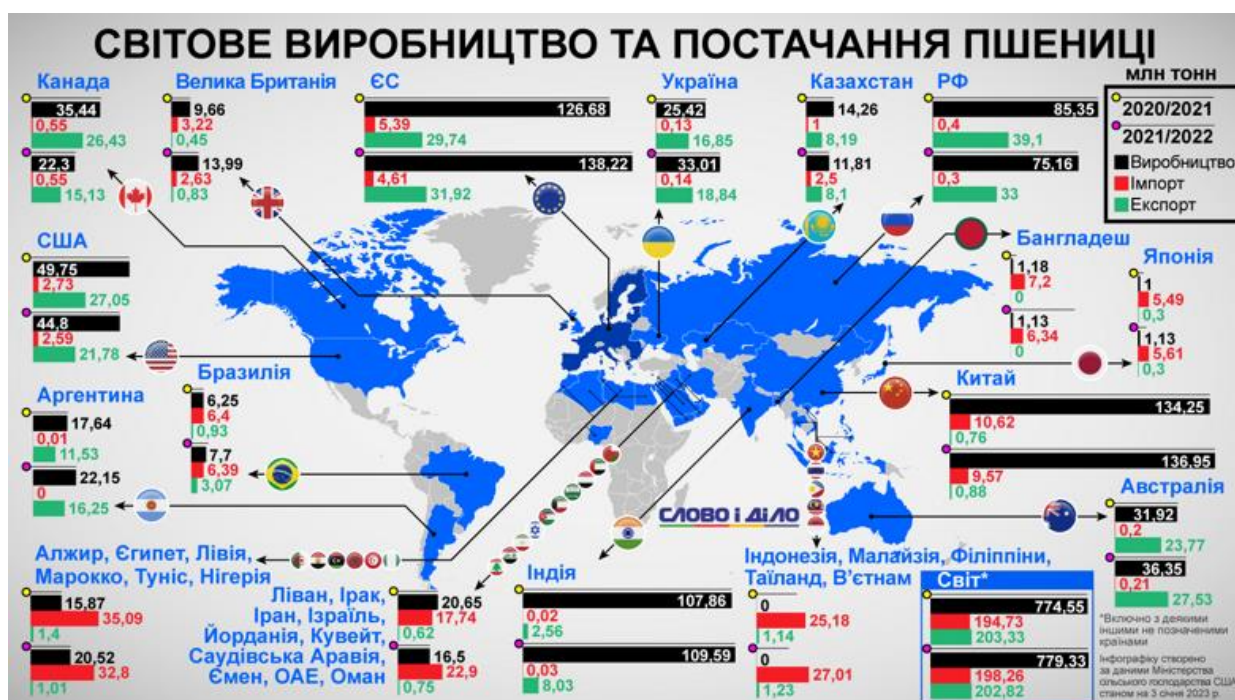 СВІТОВЕ ВИРОБНИЦТВО ТА ПОСТАЧАННЯ ПШЕНИЦІ
млн тонн
2020/2021
2021/2022
Виробництво
Імпорт
Експорт
Канада
35,44
0,55
26,43
22,3
0,55
15,13
Велика Британія
9,66
3,22
0,45
13,99
2,63
0,83
ЄС
126,68
5,39
29,74
138,22
4,61
31,92
Україна
25,42
0,13
16,85
33,01
0,14
18,84
Казахстан
14,26
1
8,19
11,81
2,5
8,1
РФ
85,35
0,4
39,1
75,16
0,3
33
США
49,75
2,73
27,05
44,8
2,59
21,78
Бангладеш
1,18
7,2
0
1,13
6,34
0
Японія
1
5,49
0,3
1,13
5,61
0,3
Аргентина
17,64
0,01
11,53
22,15
0
16,25
Бразилія
6,25
6,4
0,93
7,7
6,39
3,07
Китай
134,25
10,62
0,76
136,95
9,57
0,88
Австралія
31,92
0,2
23,77
36,35
0,21
27,53
СЛОВО і ДІЛО
Алжир, Єгипет, Лівія,
Марокко, Туніс, Нігерія
15,87
35,09
1,4
20,52
32,8
1,01
Ліван, Ірак,
Іран, Ізраїль,
Йорданія, Кувейт,
Саудівська Аравія,
Ємен, ОАЕ, Оман
20,65
17,74
0,62
16,5
22,9
0,75
Індія
107,86
0,02
2,56
109,59
0,03
8,03
Індонезія, Малайзія, Філіппіни,
Таїланд, В’єтнам
0
25,18
1,14
0
27,01
1,23
Світ*
774,55
194,73
203,33
779,33
198,26
202,82
*Включно з деякими
іншими не позначеними
країнами
Інфографіку створено
за даними Міністерства
сільського господарства США
станом на 3 січня 2023 р.